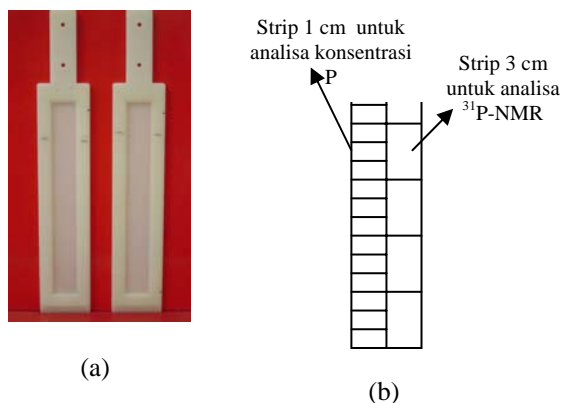 Strip 1 cm untuk
analisa konsentrasi
P
Strip 3 cm
untuk analisa
³¹P-NMR
(a)
(b)